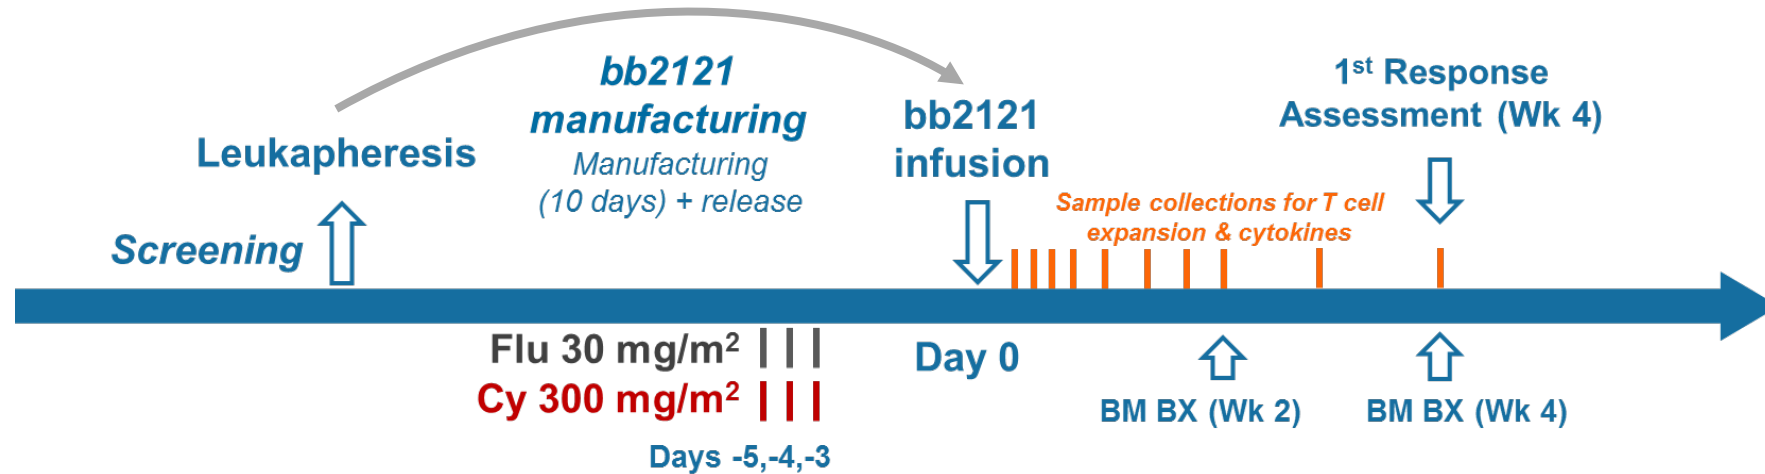 bb2121
manufacturing
Manufacturing
(10 days) + release
Leukapheresis
Screening
bb2121
infusion
1st Response
Assessment (Wk 4)
Sample collections for T cell
expansion & cytokines
Flu 30 mg/m²
Cy 300 mg/m²
Days -5,-4,-3
Day 0
BM BX (Wk 2)
BM BX (Wk 4)